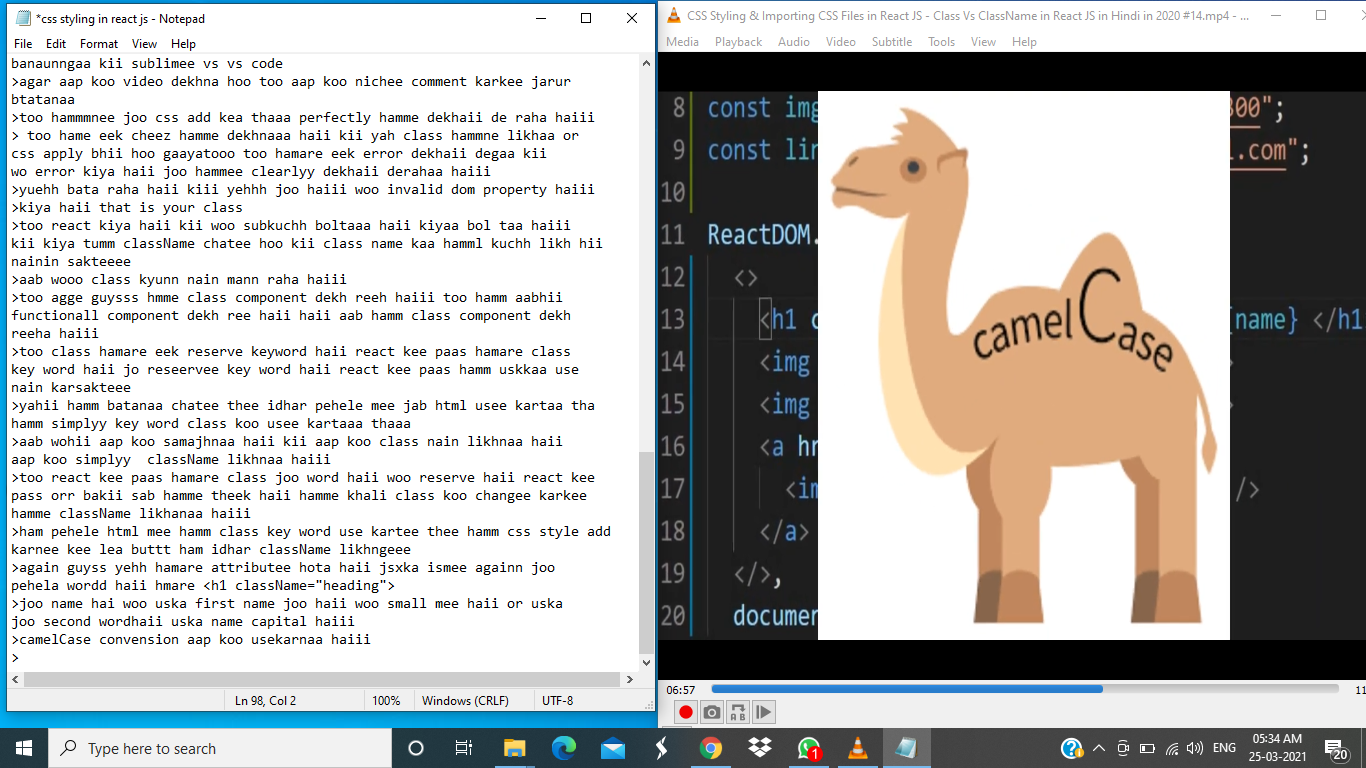 *css styling in react js - Notepad
File Edit Format View Help
banaunngaa kii sublimee vs vs code
>agar aap koo video dekhna hoo too aap koo nichee comment karkee jarur
btatanaa
>too hammmnee joo css add kea thaaa perfectly hamme dekhaii de raha haiii
> too hame eek cheez hamme dekhnaaa haii kii yah class hammne likhaa or
css apply bhii hoo gaayatooo too hamare eek error dekhaii degaa kii
wo error kiya haii joo hammee clearlyy dekhaii derahaa haiii
>yuehh bata raha haii kiii yehhh joo haiii woo invalid dom property haiii
>kiya haii that is your class
>too react kiya haii kii woo subkuchh boltaaa haii kiyaa bol taa haiii
kii kiya tumm className chatee hoo kii class name kaa hamml kuchh likh hii
nainin sakteeee
>aab wooo class kyunn nain mann raha haiii
>too agge guysss hmme class component dekh reeh haiii too hamm aabhii
functionall component dekh ree haii haii aab hamm class component dekh
reeha haiii
>too class hamare eek reserve keyword haii react kee paas hamare class
key word haii jo reseervee key word haii react kee paas hamm uskkaa use
nain karsakteee
>yahii hamm batanaa chatee thee idhar pehele mee jab html usee kartaa tha
hamm simplyy key word class koo usee kartaaa thaaa
>aab wohii aap koo samajhnaa haii kii aap koo class nain likhnaa haii
aap koo simplyy  className likhnaa haiii
>too react kee paas hamare class joo word haii woo reserve haii react kee
pass orr bakii sab hamme theek haii hamme khali class koo changee karkee
hamme className likhanaa haiii
>ham pehele html mee hamm class key word use kartee thee hamm css style add
karnee kee lea buttt ham idhar className likhngeee
>again guyss yehh hamare attributee hota haii jsxka ismee againn joo
pehela wordd haii hmare <h1 className="heading">
>joo name hai woo uska first name joo haii woo small mee haii or uska
joo second wordhaii uska name capital haiii
>camelCase convension aap koo usekarnaa haiii
>
Ln 98, Col 2 100% Windows (CRLF) UTF-8
CSS Styling & Importing CSS Files in React JS - Class Vs ClassName in React JS in Hindi in 2020 #14.mp4 - ...
Media Playback Audio Video Subtitle Tools View Help
8 const img 300";
9 const lin .com";
10
11 ReactDOM.
12 <>
13 <h1 name} </h1
14 <img
15 <img
16 <a hr
17 <im />
18 </a>
19 </>,
20 documen
camelCase
06:57
11
A B
Type here to search
1
ENG
05:34 AM
25-03-2021
20